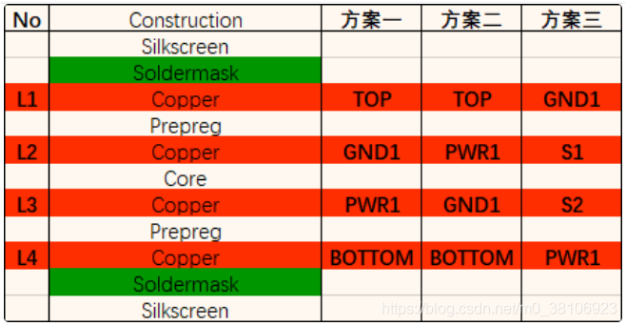 No Construction 方案一 方案二 方案三
Silkscreen
Soldermask
L1 Copper TOP TOP GND1
Prepreg
L2 Copper GND1 PWR1 S1
Core
L3 Copper PWR1 GND1 S2
Prepreg
L4 Copper BOTTOM BOTTOM PWR1
Soldermask
Silkscreen
https://blog.csdn.net/m0_38106923